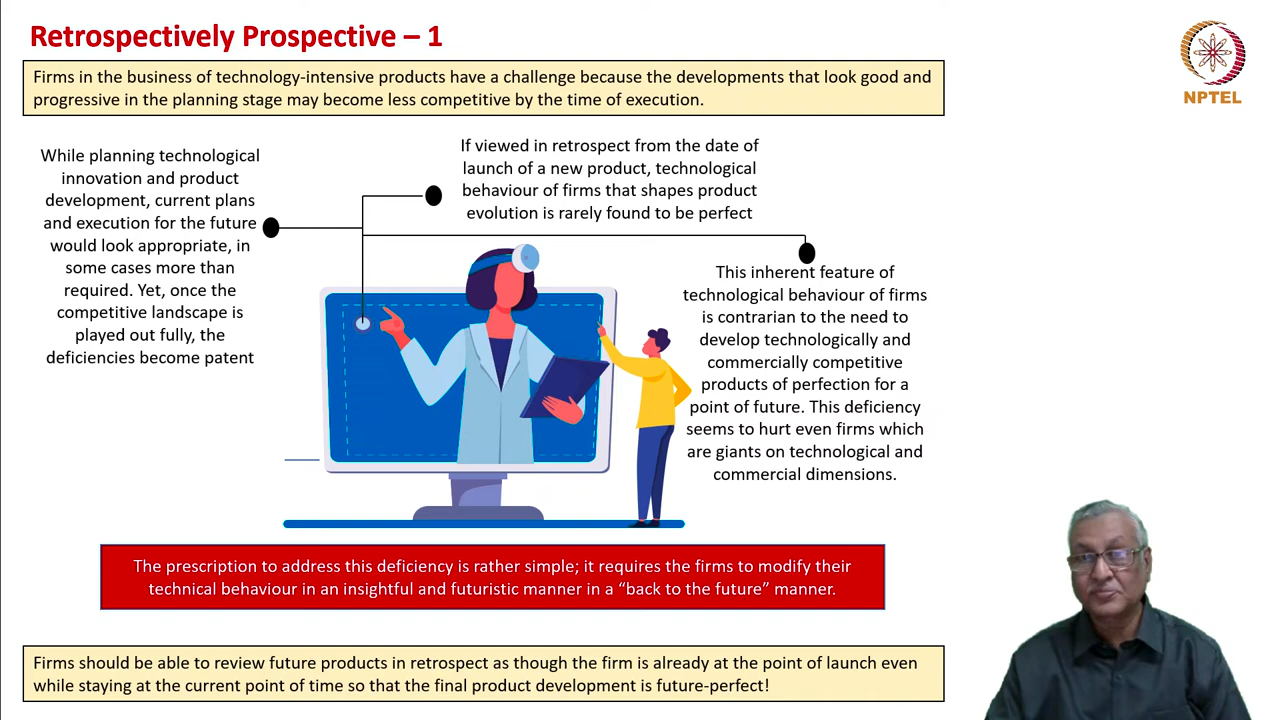 Retrospectively Prospective – 1
Firms in the business of technology-intensive products have a challenge because the developments that look good and
progressive in the planning stage may become less competitive by the time of execution.
NPTEL
While planning technological
innovation and product
development, current plans
and execution for the future
would look appropriate, in
some cases more than
required. Yet, once the
competitive landscape is
played out fully, the
deficiencies become patent
If viewed in retrospect from the date of
launch of a new product, technological
behaviour of firms that shapes product
evolution is rarely found to be perfect
This inherent feature of
technological behaviour of firms
is contrarian to the need to
develop technologically and
commercially competitive
products of perfection for a
point of future. This deficiency
seems to hurt even firms which
are giants on technological and
commercial dimensions.
The prescription to address this deficiency is rather simple; it requires the firms to modify their
technical behaviour in an insightful and futuristic manner in a “back to the future” manner.
Firms should be able to review future products in retrospect as though the firm is already at the point of launch even
while staying at the current point of time so that the final product development is future-perfect!